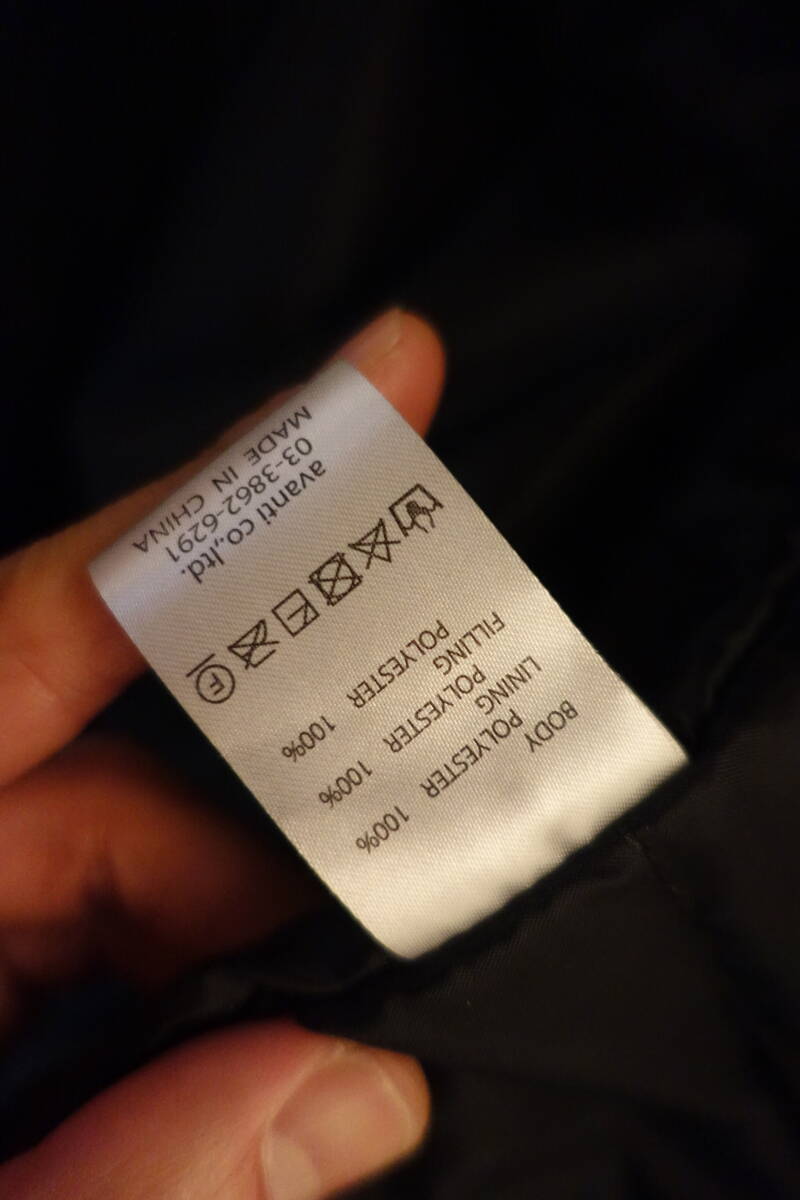 BODY
POLYESTER 100%
LINING
POLYESTER 100%
FILLING
POLYESTER 100%
F
avanti co.,ltd.
03-3862-6291
MADE IN CHINA